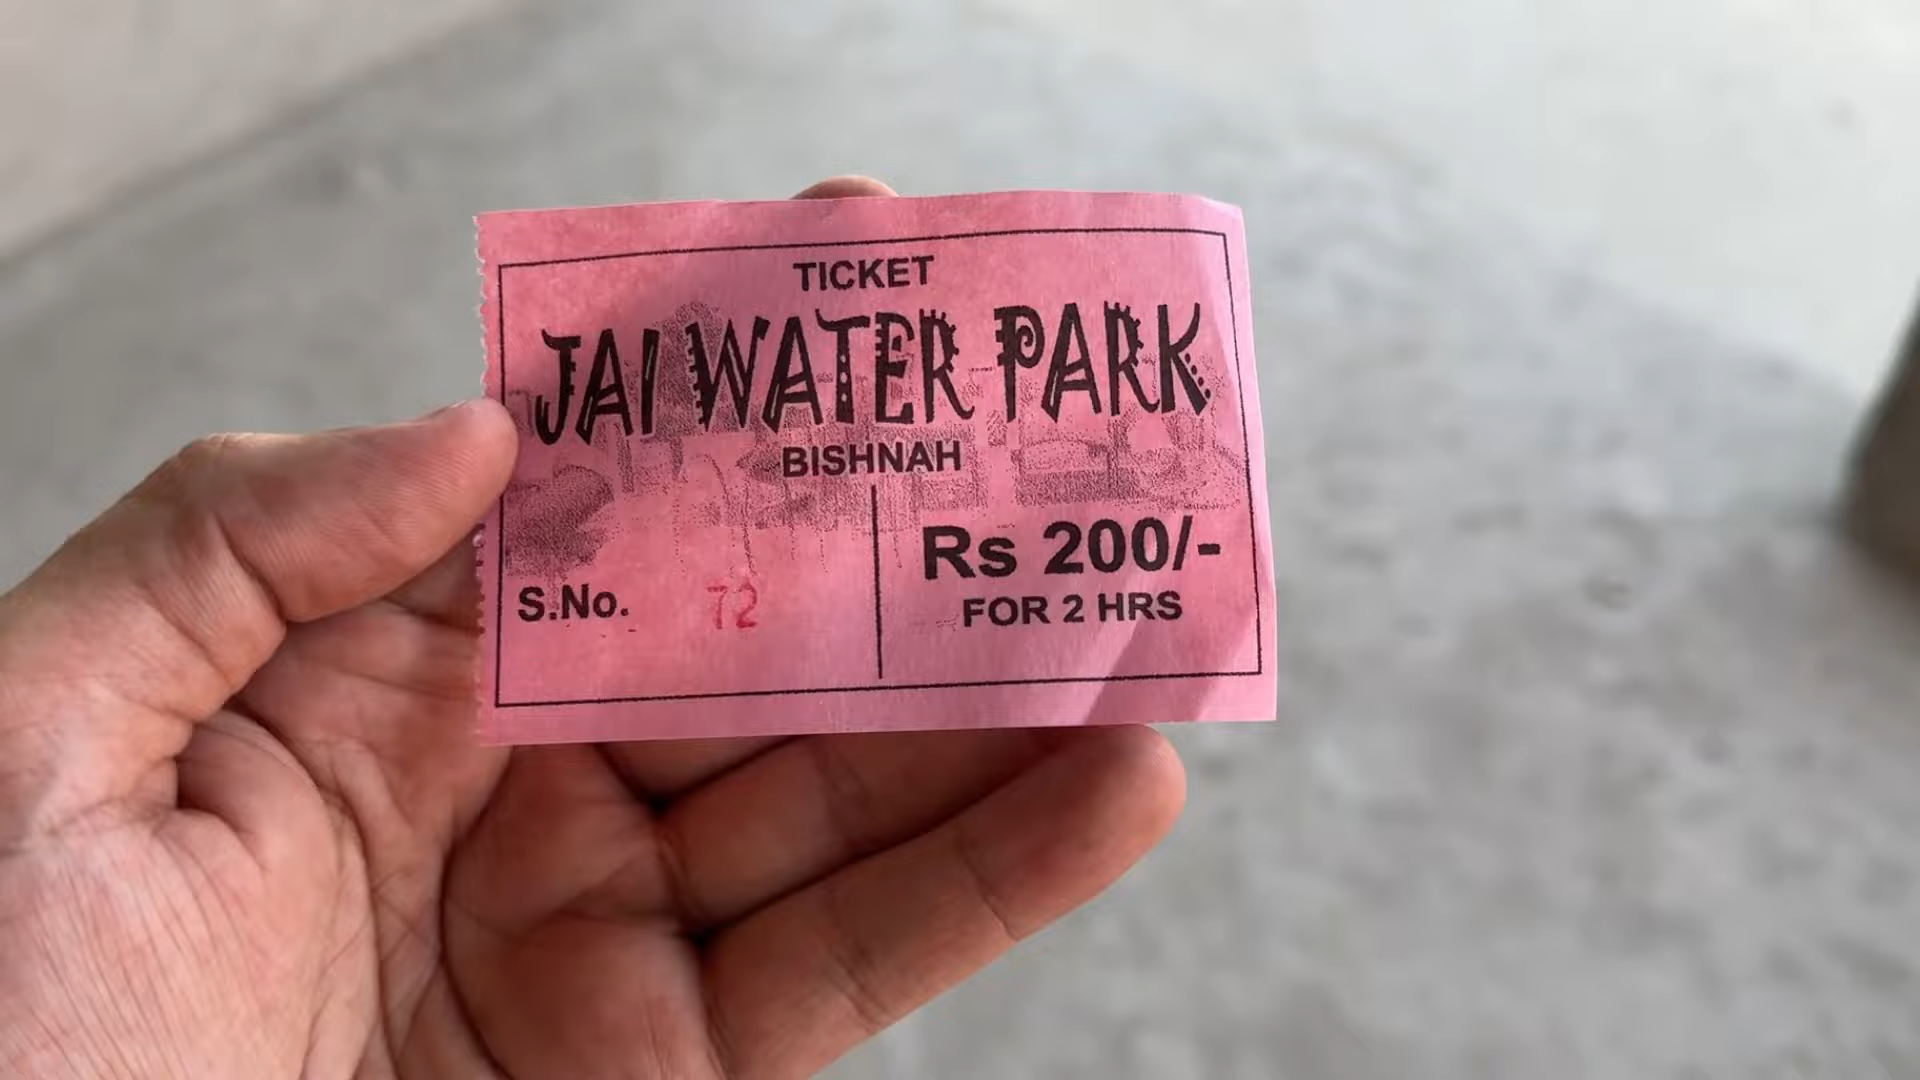 TICKET
JAI WATER PARK
BISHNAH
Rs 200/-
S.No. 72
FOR 2 HRS